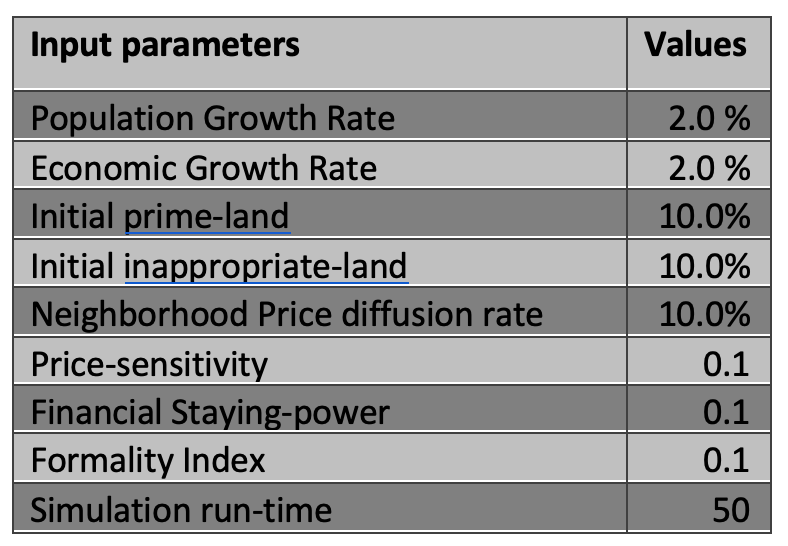 Input parameters Values
Population Growth Rate 2.0 %
Economic Growth Rate 2.0 %
Initial prime-land 10.0%
Initial inappropriate-land 10.0%
Neighborhood Price diffusion rate 10.0%
Price-sensitivity 0.1
Financial Staying-power 0.1
Formality Index 0.1
Simulation run-time 50